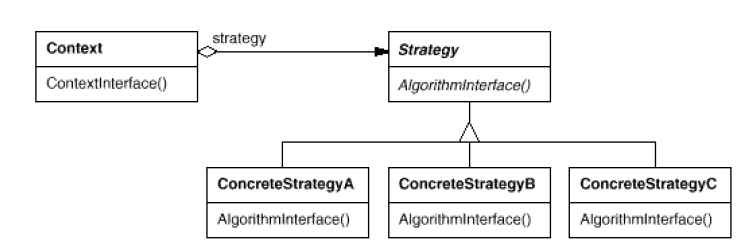 strategy
Context
Strategy
ContextInterface()
AlgorithmInterface()
ConcreteStrategyA
ConcreteStrategyB
ConcreteStrategyC
AlgorithmInterface()
AlgorithmInterface()
AlgorithmInterface()